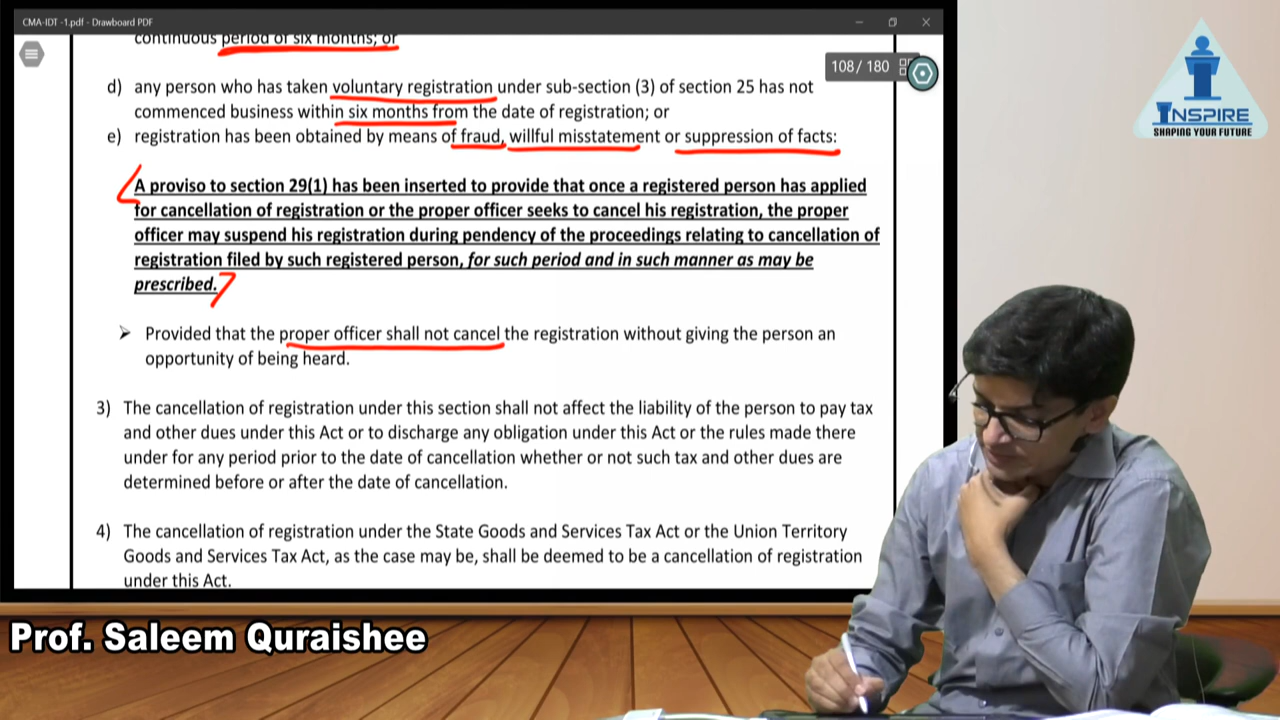 CMA-IDT -1.pdf - Drawboard PDF
continuous period of six months; or
108 / 180
d) any person who has taken voluntary registration under sub-section (3) of section 25 has not
commenced business within six months from the date of registration; or
e) registration has been obtained by means of fraud, willful misstatement or suppression of facts:
A proviso to section 29(1) has been inserted to provide that once a registered person has applied
for cancellation of registration or the proper officer seeks to cancel his registration, the proper
officer may suspend his registration during pendency of the proceedings relating to cancellation of
registration filed by such registered person, for such period and in such manner as may be
prescribed.
➢ Provided that the proper officer shall not cancel the registration without giving the person an
opportunity of being heard.
3) The cancellation of registration under this section shall not affect the liability of the person to pay tax
and other dues under this Act or to discharge any obligation under this Act or the rules made there
under for any period prior to the date of cancellation whether or not such tax and other dues are
determined before or after the date of cancellation.
4) The cancellation of registration under the State Goods and Services Tax Act or the Union Territory
Goods and Services Tax Act, as the case may be, shall be deemed to be a cancellation of registration
under this Act.
INSPIRE
SHAPING YOUR FUTURE
Prof. Saleem Quraishee